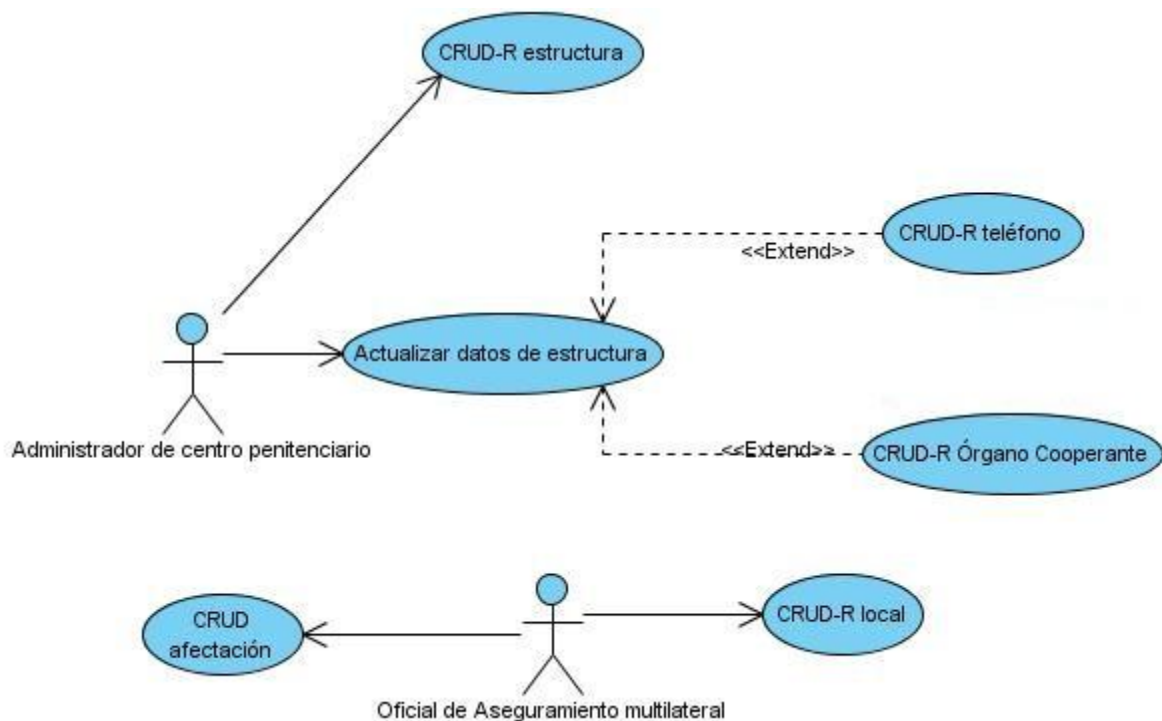 CRUD-R estructura
CRUD-R teléfono
<<Extend>>
Actualizar datos de estructura
Administrador de centro penitenciario
<<Extend>>
CRUD-R Órgano Cooperante
CRUD
afectación
CRUD-R local
Oficial de Aseguramiento multilateral